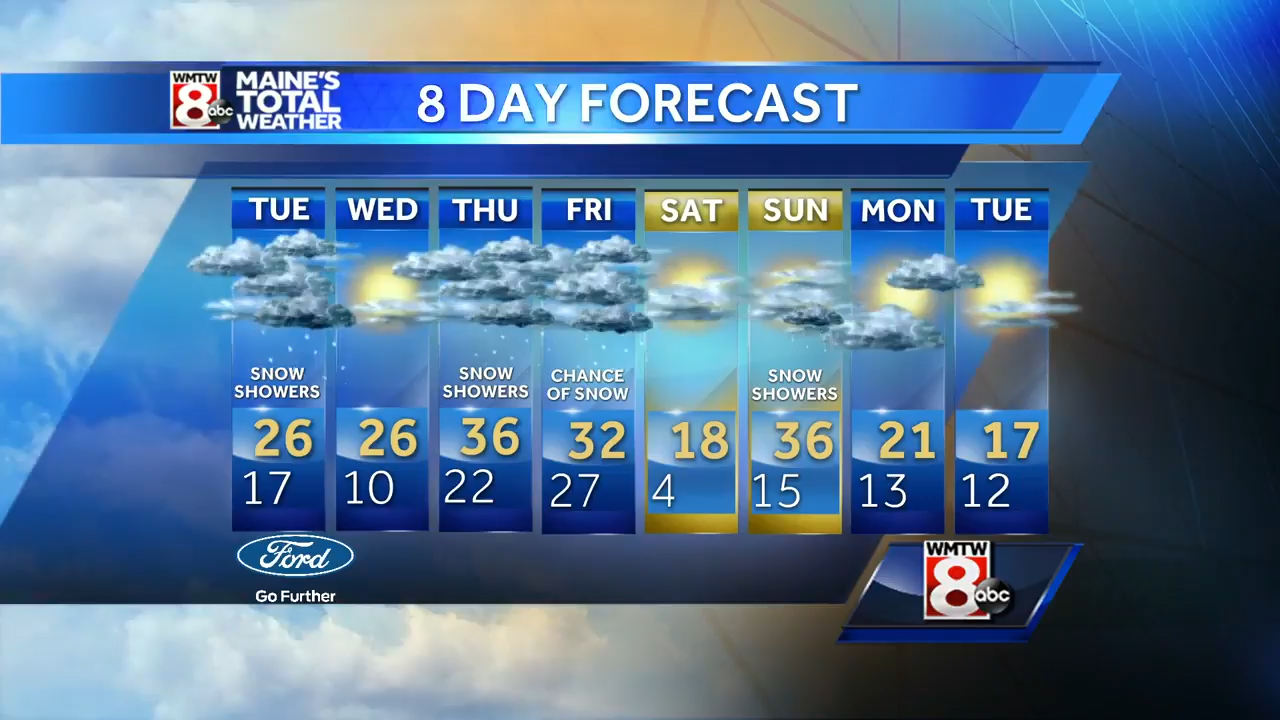 WMTW
8
abc
MAINE'S
TOTAL
WEATHER
8 DAY FORECAST
TUE WED THU FRI SAT SUN MON TUE
SNOW
SHOWERS
SNOW
SHOWERS
CHANCE
OF SNOW
SNOW
SHOWERS
26 26 36 32 18 36 21 17
17 10 22 27 4 15 13 12
Ford
Go Further
WMTW
8
abc